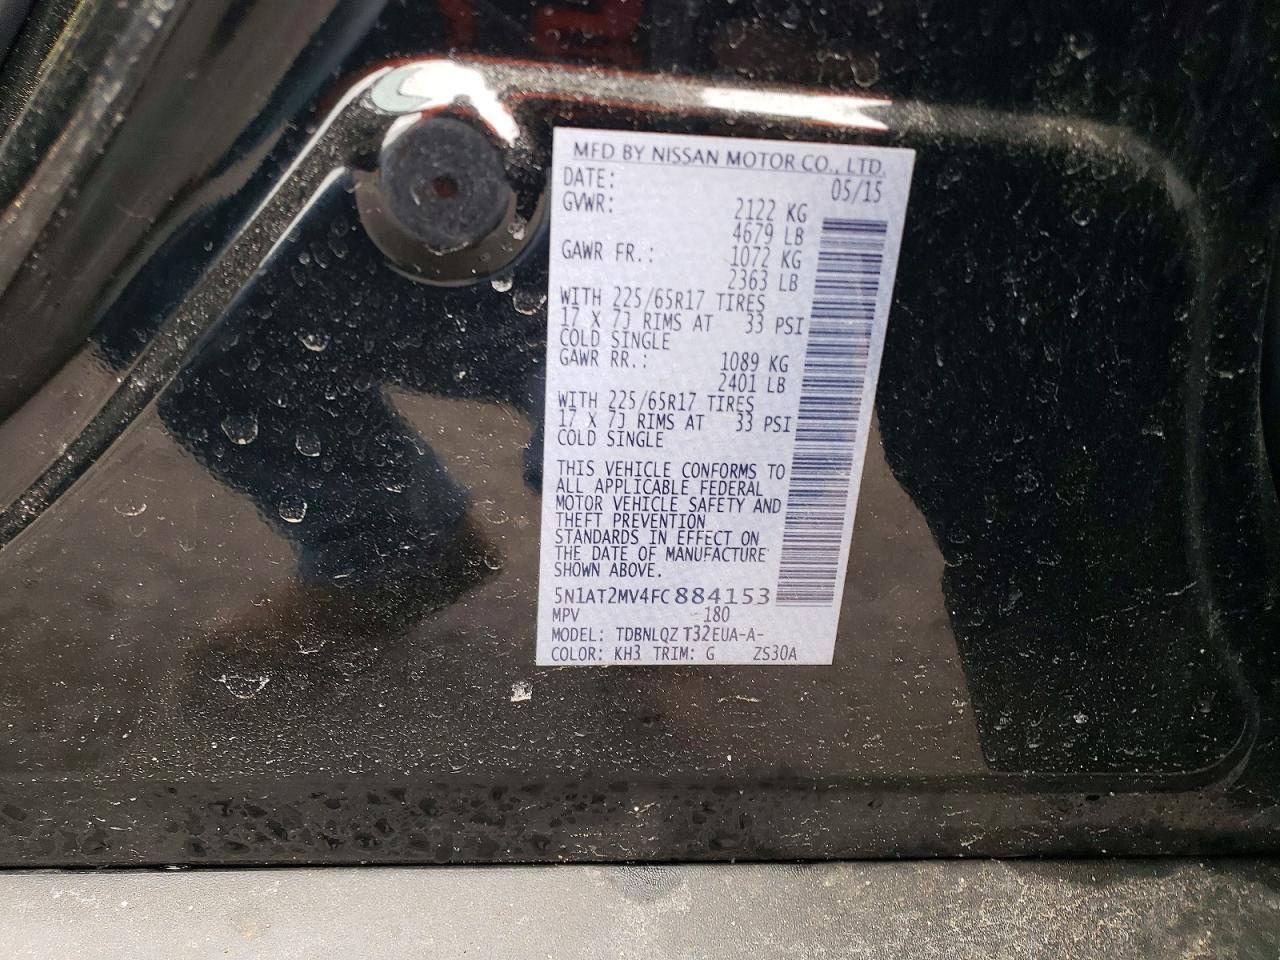 MFD BY NISSAN MOTOR CO., LTD.
DATE: 05/15
GVWR: 2122 KG
4679 LB
GAWR FR.: 1072 KG
2363 LB
WITH 225/65R17 TIRES
17 X 7J RIMS AT 33 PSI
COLD SINGLE
GAWR RR.: 1089 KG
2401 LB
WITH 225/65R17 TIRES
17 X 7J RIMS AT 33 PSI
COLD SINGLE
THIS VEHICLE CONFORMS TO
ALL APPLICABLE FEDERAL
MOTOR VEHICLE SAFETY AND
THEFT PREVENTION
STANDARDS IN EFFECT ON
THE DATE OF MANUFACTURE
SHOWN ABOVE.
5N1AT2MV4FC884153
MPV -180
MODEL: TDBNLQZ T32EUA-A-
COLOR: KH3 TRIM: G ZS30A